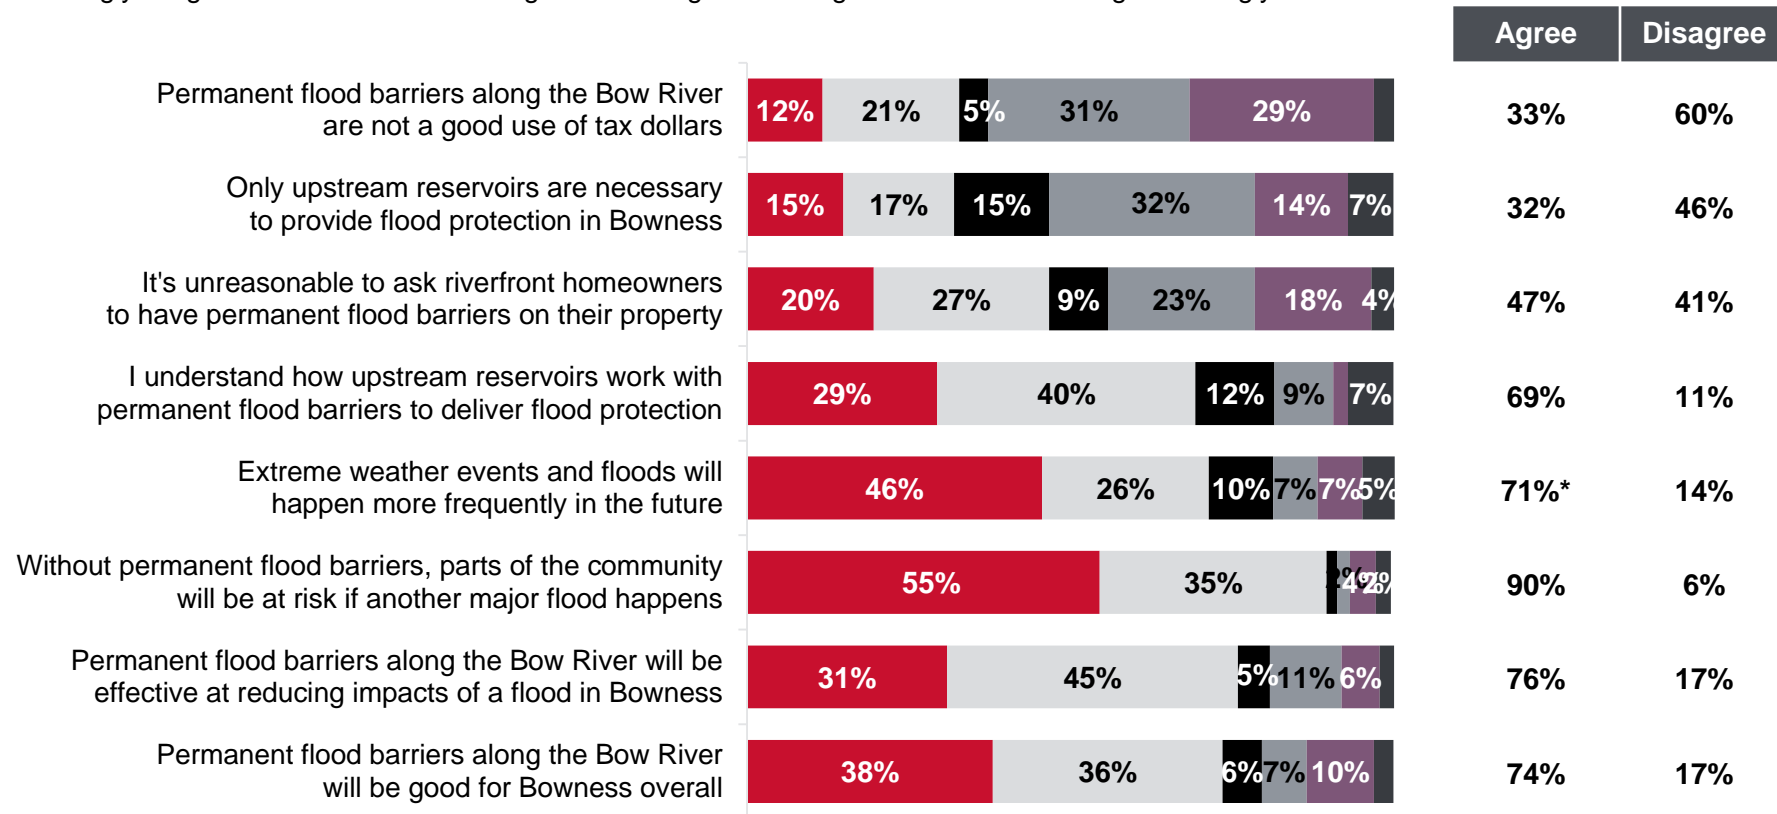 Agree Disagree
Permanent flood barriers along the Bow River
are not a good use of tax dollars
12% 21% 5% 31% 29% 33% 60%
Only upstream reservoirs are necessary
to provide flood protection in Bowness
15% 17% 15% 32% 14% 7% 32% 46%
It's unreasonable to ask riverfront homeowners
to have permanent flood barriers on their property
20% 27% 9% 23% 18% 4% 47% 41%
I understand how upstream reservoirs work with
permanent flood barriers to deliver flood protection
29% 40% 12% 9% 7% 69% 11%
Extreme weather events and floods will
happen more frequently in the future
46% 26% 10% 7% 7% 5% 71%* 14%
Without permanent flood barriers, parts of the community
will be at risk if another major flood happens
55% 35% 2% 4% 2% 90% 6%
Permanent flood barriers along the Bow River will be
effective at reducing impacts of a flood in Bowness
31% 45% 5% 11% 6% 76% 17%
Permanent flood barriers along the Bow River
will be good for Bowness overall
38% 36% 6% 7% 10% 74% 17%